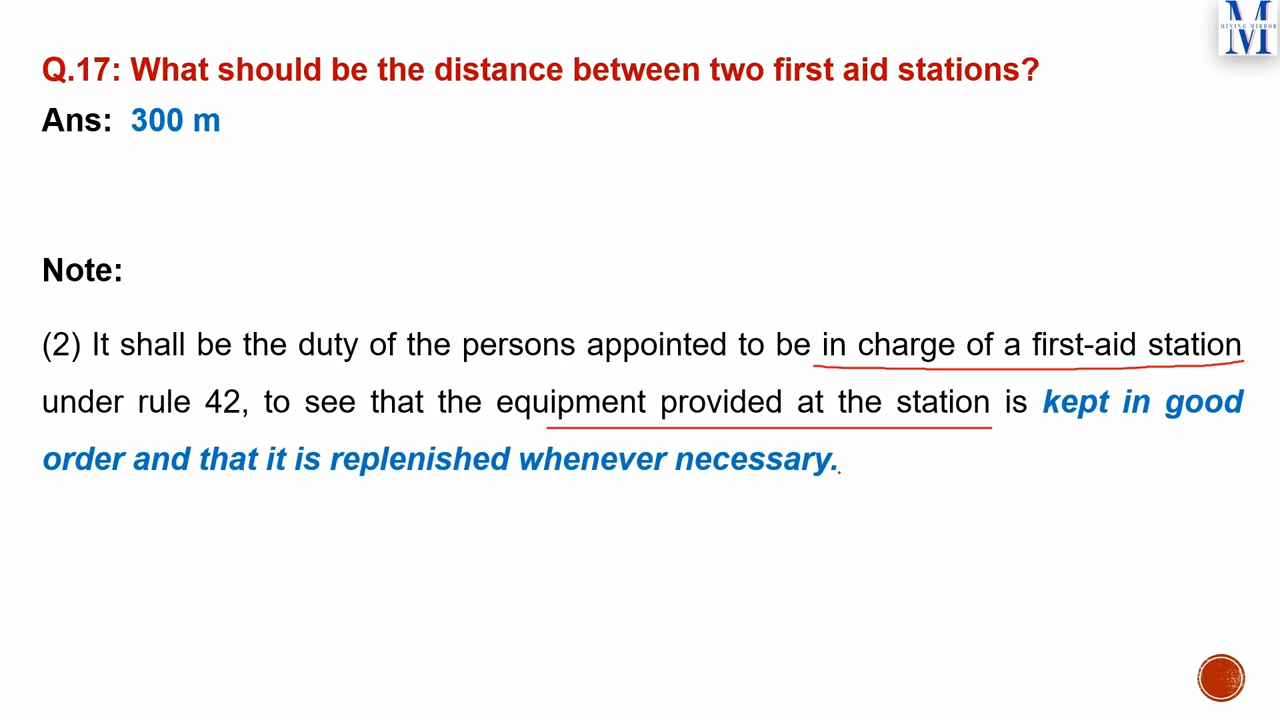 M
MINING MIRROR
Q.17: What should be the distance between two first aid stations?
Ans: 300 m
Note:
(2) It shall be the duty of the persons appointed to be in charge of a first-aid station
under rule 42, to see that the equipment provided at the station is kept in good
order and that it is replenished whenever necessary.